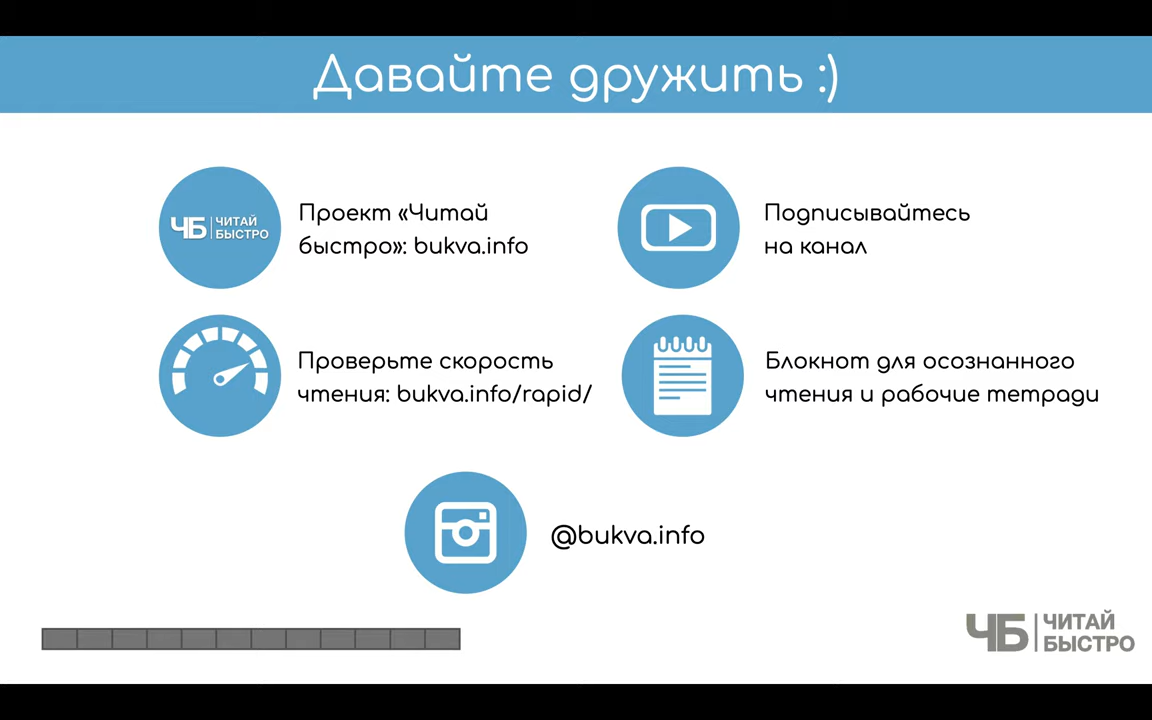 Давайте дружить :)
ЧБ ЧИТАЙ
БЫСТРО
Проект «Читай
быстро»: bukva.info
Подписывайтесь
на канал
Проверьте скорость
чтения: bukva.info/rapid/
Блокнот для осознанного
чтения и рабочие тетради
@bukva.info
ЧБ ЧИТАЙ
БЫСТРО